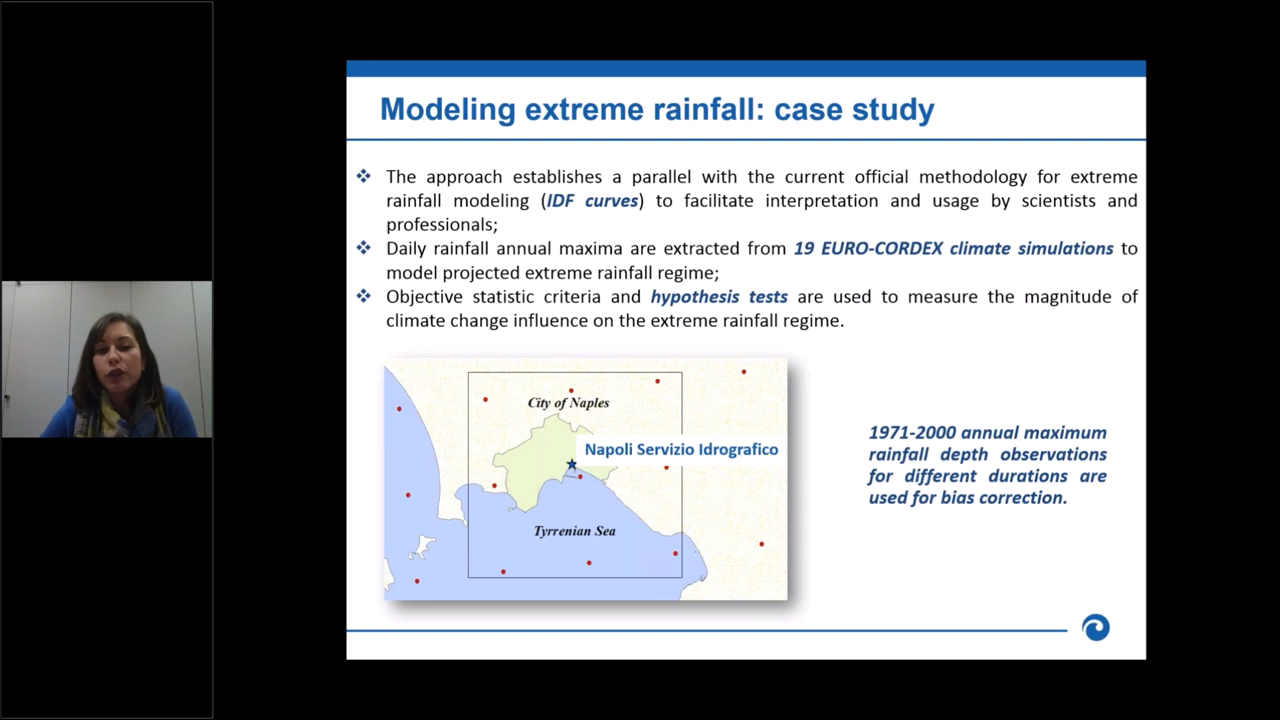 Modeling extreme rainfall: case study
❖ The approach establishes a parallel with the current official methodology for extreme
rainfall modeling (IDF curves) to facilitate interpretation and usage by scientists and
professionals;
❖ Daily rainfall annual maxima are extracted from 19 EURO-CORDEX climate simulations to
model projected extreme rainfall regime;
❖ Objective statistic criteria and hypothesis tests are used to measure the magnitude of
climate change influence on the extreme rainfall regime.
City of Naples
Napoli Servizio Idrografico
Tyrrenian Sea
1971-2000 annual maximum
rainfall depth observations
for different durations are
used for bias correction.